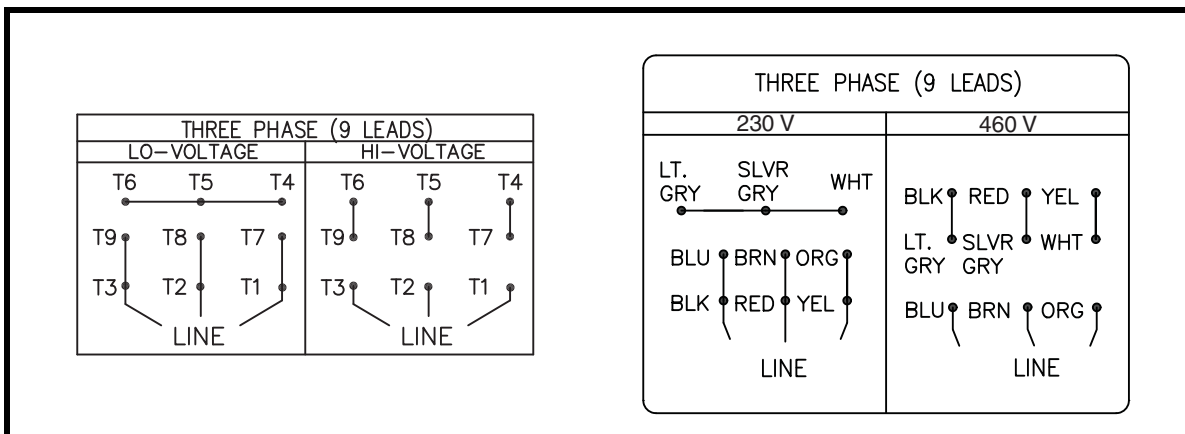 THREE PHASE (9 LEADS)
LO-VOLTAGE HI-VOLTAGE
T6 T5 T4 T6 T5 T4
T9 T8 T7 T9 T8 T7
T3 T2 T1 T3 T2 T1
LINE LINE
THREE PHASE (9 LEADS)
230 V 460 V
LT. SLVR WHT
GRY GRY
BLU BRN ORG
BLK RED YEL
LINE
BLK RED YEL
LT. SLVR WHT
GRY GRY
BLU BRN ORG
LINE